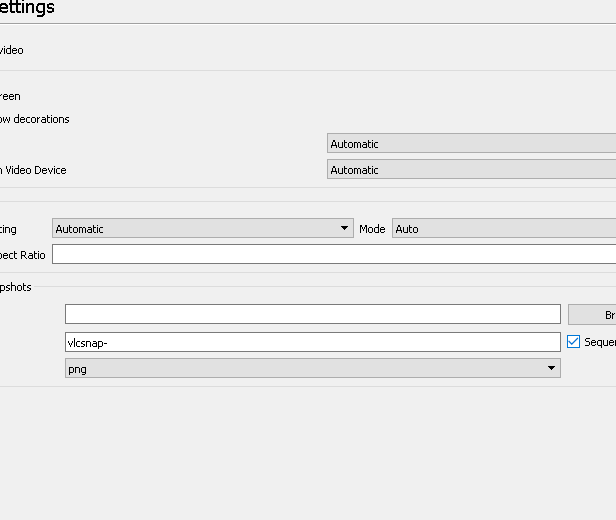 ettings
video
reen
ow decorations
Automatic
n Video Device Automatic
cing Automatic Mode Auto
pect Ratio
pshots
Br
vlcsnap- Sequen
png